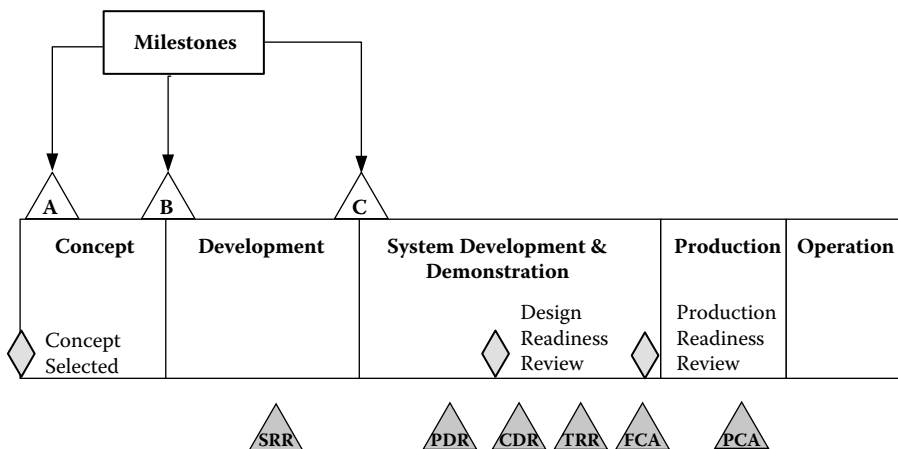 Milestones
A
B
C
Concept
Development
System Development &
Demonstration
Production
Operation
Concept
Selected
Design
Readiness
Review
Production
Readiness
Review
SRR
PDR
CDR
TRR
FCA
PCA